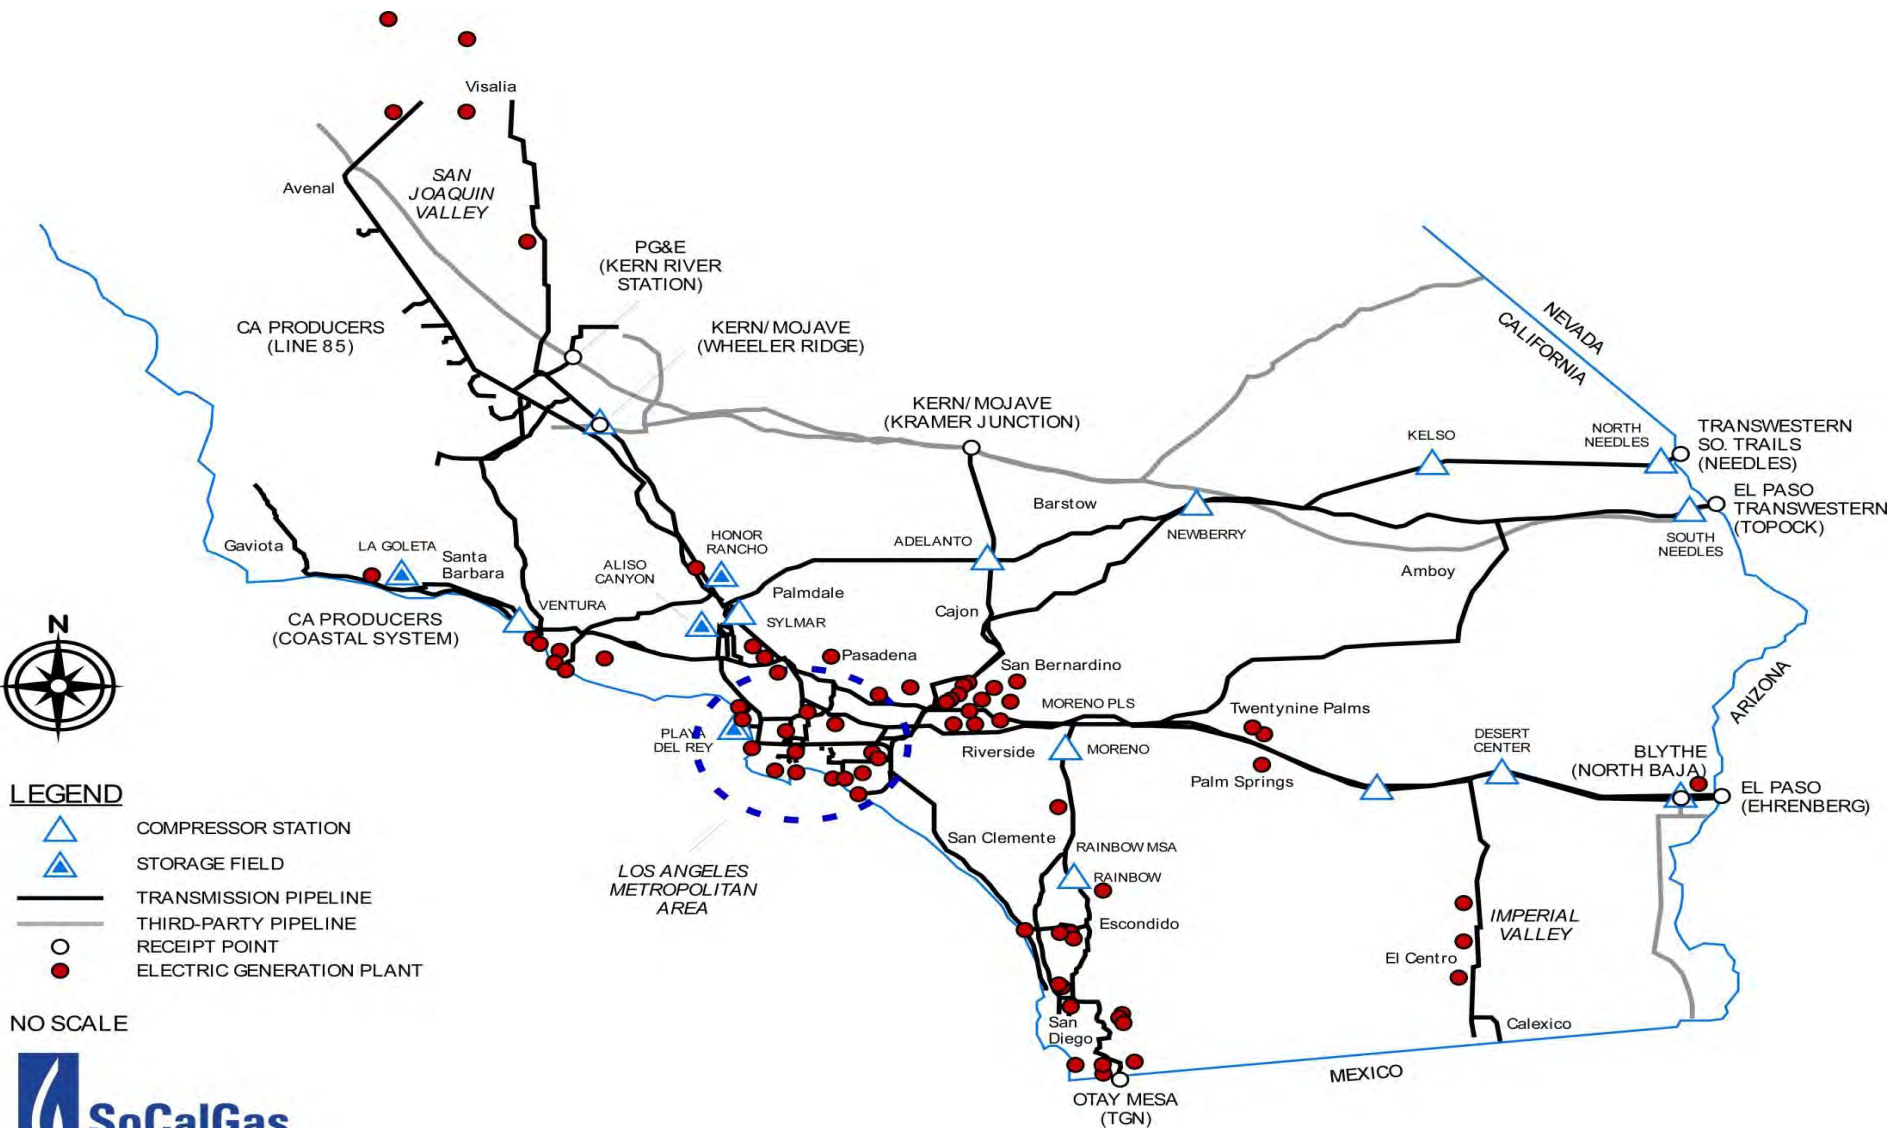 Visalia
SAN
JOAQUIN
VALLEY
Avenal
PG&E
(KERN RIVER
STATION)
CA PRODUCERS
(LINE 85)
KERN/MOJAVE
(WHEELER RIDGE)
KERN/MOJAVE
(KRAMER JUNCTION)
NEVADA
CALIFORNIA
KELSO
NORTH
NEEDLES
TRANSWESTERN
SO. TRAILS
(NEEDLES)
EL PASO
TRANSWESTERN
(TOPOCK)
SOUTH
NEEDLES
Barstow
NEWBERRY
ADELANTO
Amboy
Gaviota
LA GOLETA
Santa
Barbara
HONOR
RANCHO
ALISO
CANYON
Palmdale
Cajon
VENTURA
SYLMAR
CA PRODUCERS
(COASTAL SYSTEM)
N
Pasadena
San Bernardino
MORENO PLS
Twentynine Palms
ARIZONA
PLAYA
DEL REY
Riverside
MORENO
Palm Springs
DESERT
CENTER
BLYTHE
(NORTH BAJA)
EL PASO
(EHRENBERG)
San Clemente
RAINBOW MSA
RAINBOW
LOS ANGELES
METROPOLITAN
AREA
Escondido
IMPERIAL
VALLEY
El Centro
San
Diego
Calexico
MEXICO
OTAY MESA
(TGN)
LEGEND
COMPRESSOR STATION
STORAGE FIELD
TRANSMISSION PIPELINE
THIRD-PARTY PIPELINE
RECEIPT POINT
ELECTRIC GENERATION PLANT
NO SCALE
SoCalGas